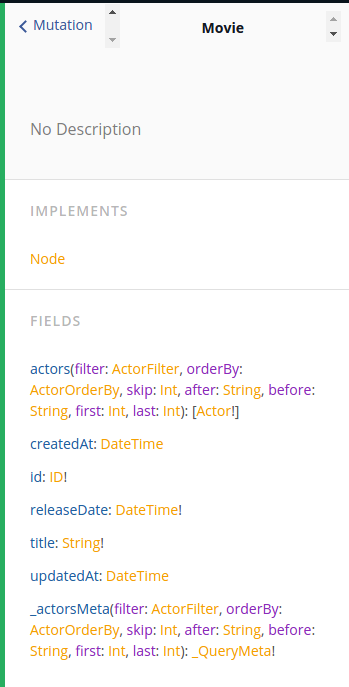 Mutation
Movie
No Description
IMPLEMENTS
Node
FIELDS
actors(filter: ActorFilter, orderBy:
ActorOrderBy, skip: Int, after: String, before:
String, first: Int, last: Int): [Actor!]
createdAt: DateTime
id: ID!
releaseDate: DateTime!
title: String!
updatedAt: DateTime
_actorsMeta(filter: ActorFilter, orderBy:
ActorOrderBy, skip: Int, after: String, before:
String, first: Int, last: Int): _QueryMeta!